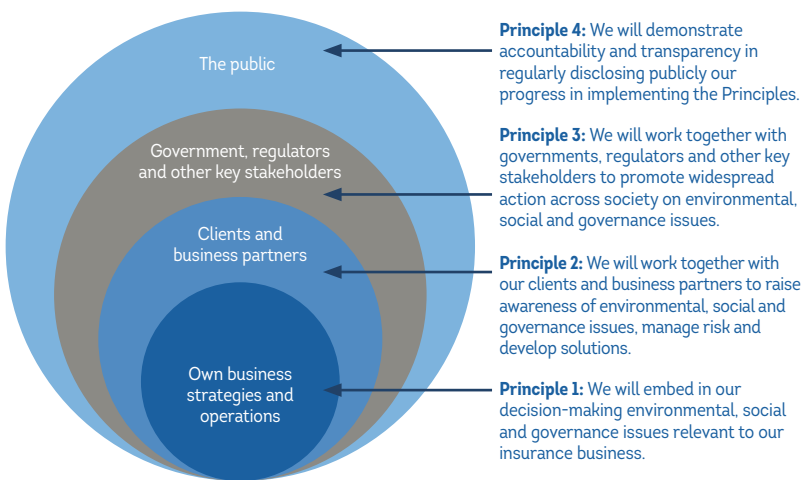 The public
Principle 4: We will demonstrate
accountability and transparency in
regularly disclosing publicly our
progress in implementing the Principles.
Government, regulators
and other key stakeholders
Principle 3: We will work together with
governments, regulators and other key
stakeholders to promote widespread
action across society on environmental,
social and governance issues.
Clients and
business partners
Principle 2: We will work together with
our clients and business partners to raise
awareness of environmental, social and
governance issues, manage risk and
develop solutions.
Own business
strategies and
operations
Principle 1: We will embed in our
decision-making environmental, social
and governance issues relevant to our
insurance business.